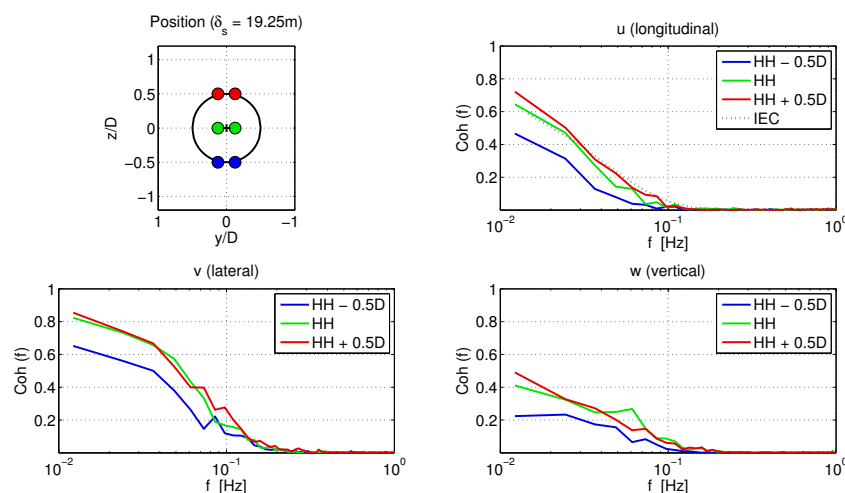 Position (δs = 19.25m)
z/D
1
0.5
0
−0.5
−1
1
0
−1
y/D
u (longitudinal)
Coh (f)
1
0.8
0.6
0.4
0.2
HH − 0.5D
HH
HH + 0.5D
IEC
10−2
10−1
100
f [Hz]
v (lateral)
Coh (f)
1
0.8
0.6
0.4
0.2
HH − 0.5D
HH
HH + 0.5D
10−2
10−1
100
f [Hz]
w (vertical)
Coh (f)
1
0.8
0.6
0.4
0.2
HH − 0.5D
HH
HH + 0.5D
10−2
10−1
100
f [Hz]